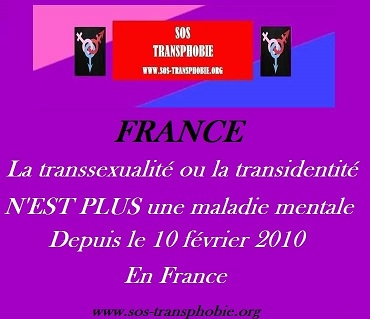 SOS
TRANSPHOBIE
WWW.SOS-TRANSPHOBIE.ORG
FRANCE
La transsexualité ou la transidentité
N'EST PLUS une maladie mentale
Depuis le 10 février 2010
En France
www.sos-transphobie.org